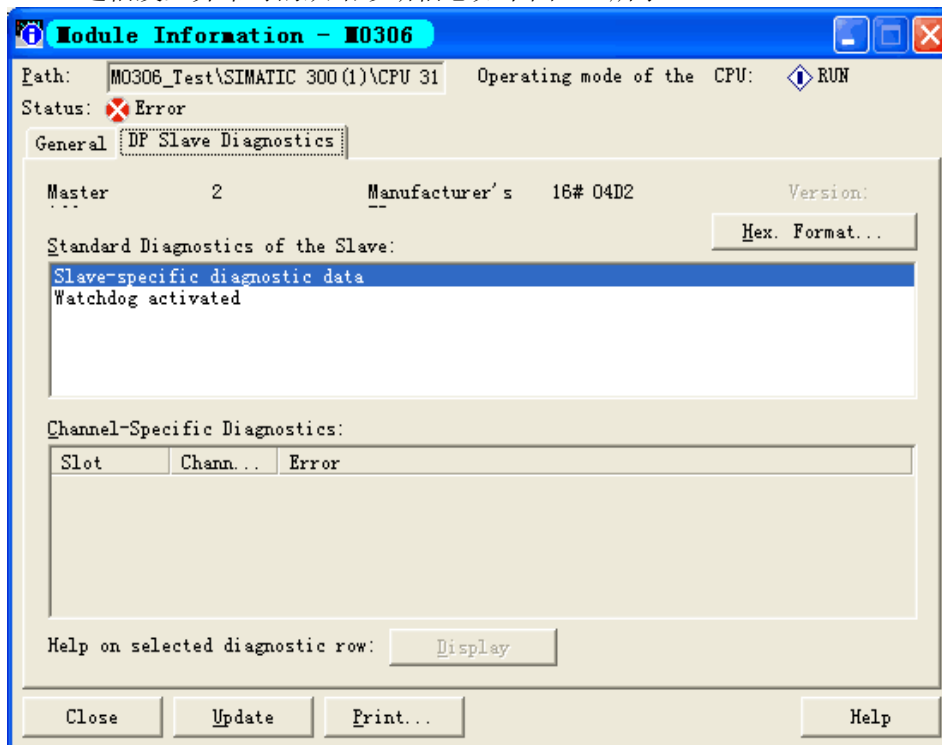 Module Information - M0306
Path: M0306_Test\SIMATIC 300(1)\CPU 31 Operating mode of the CPU: RUN
Status: Error
General DP Slave Diagnostics
Master 2 Manufacturer's 16# 04D2 Version:
Hex. Format...
Standard Diagnostics of the Slave:
Slave-specific diagnostic data
Watchdog activated
Channel-Specific Diagnostics:
Slot Chann... Error
Help on selected diagnostic row: Display
Close Update Print... Help